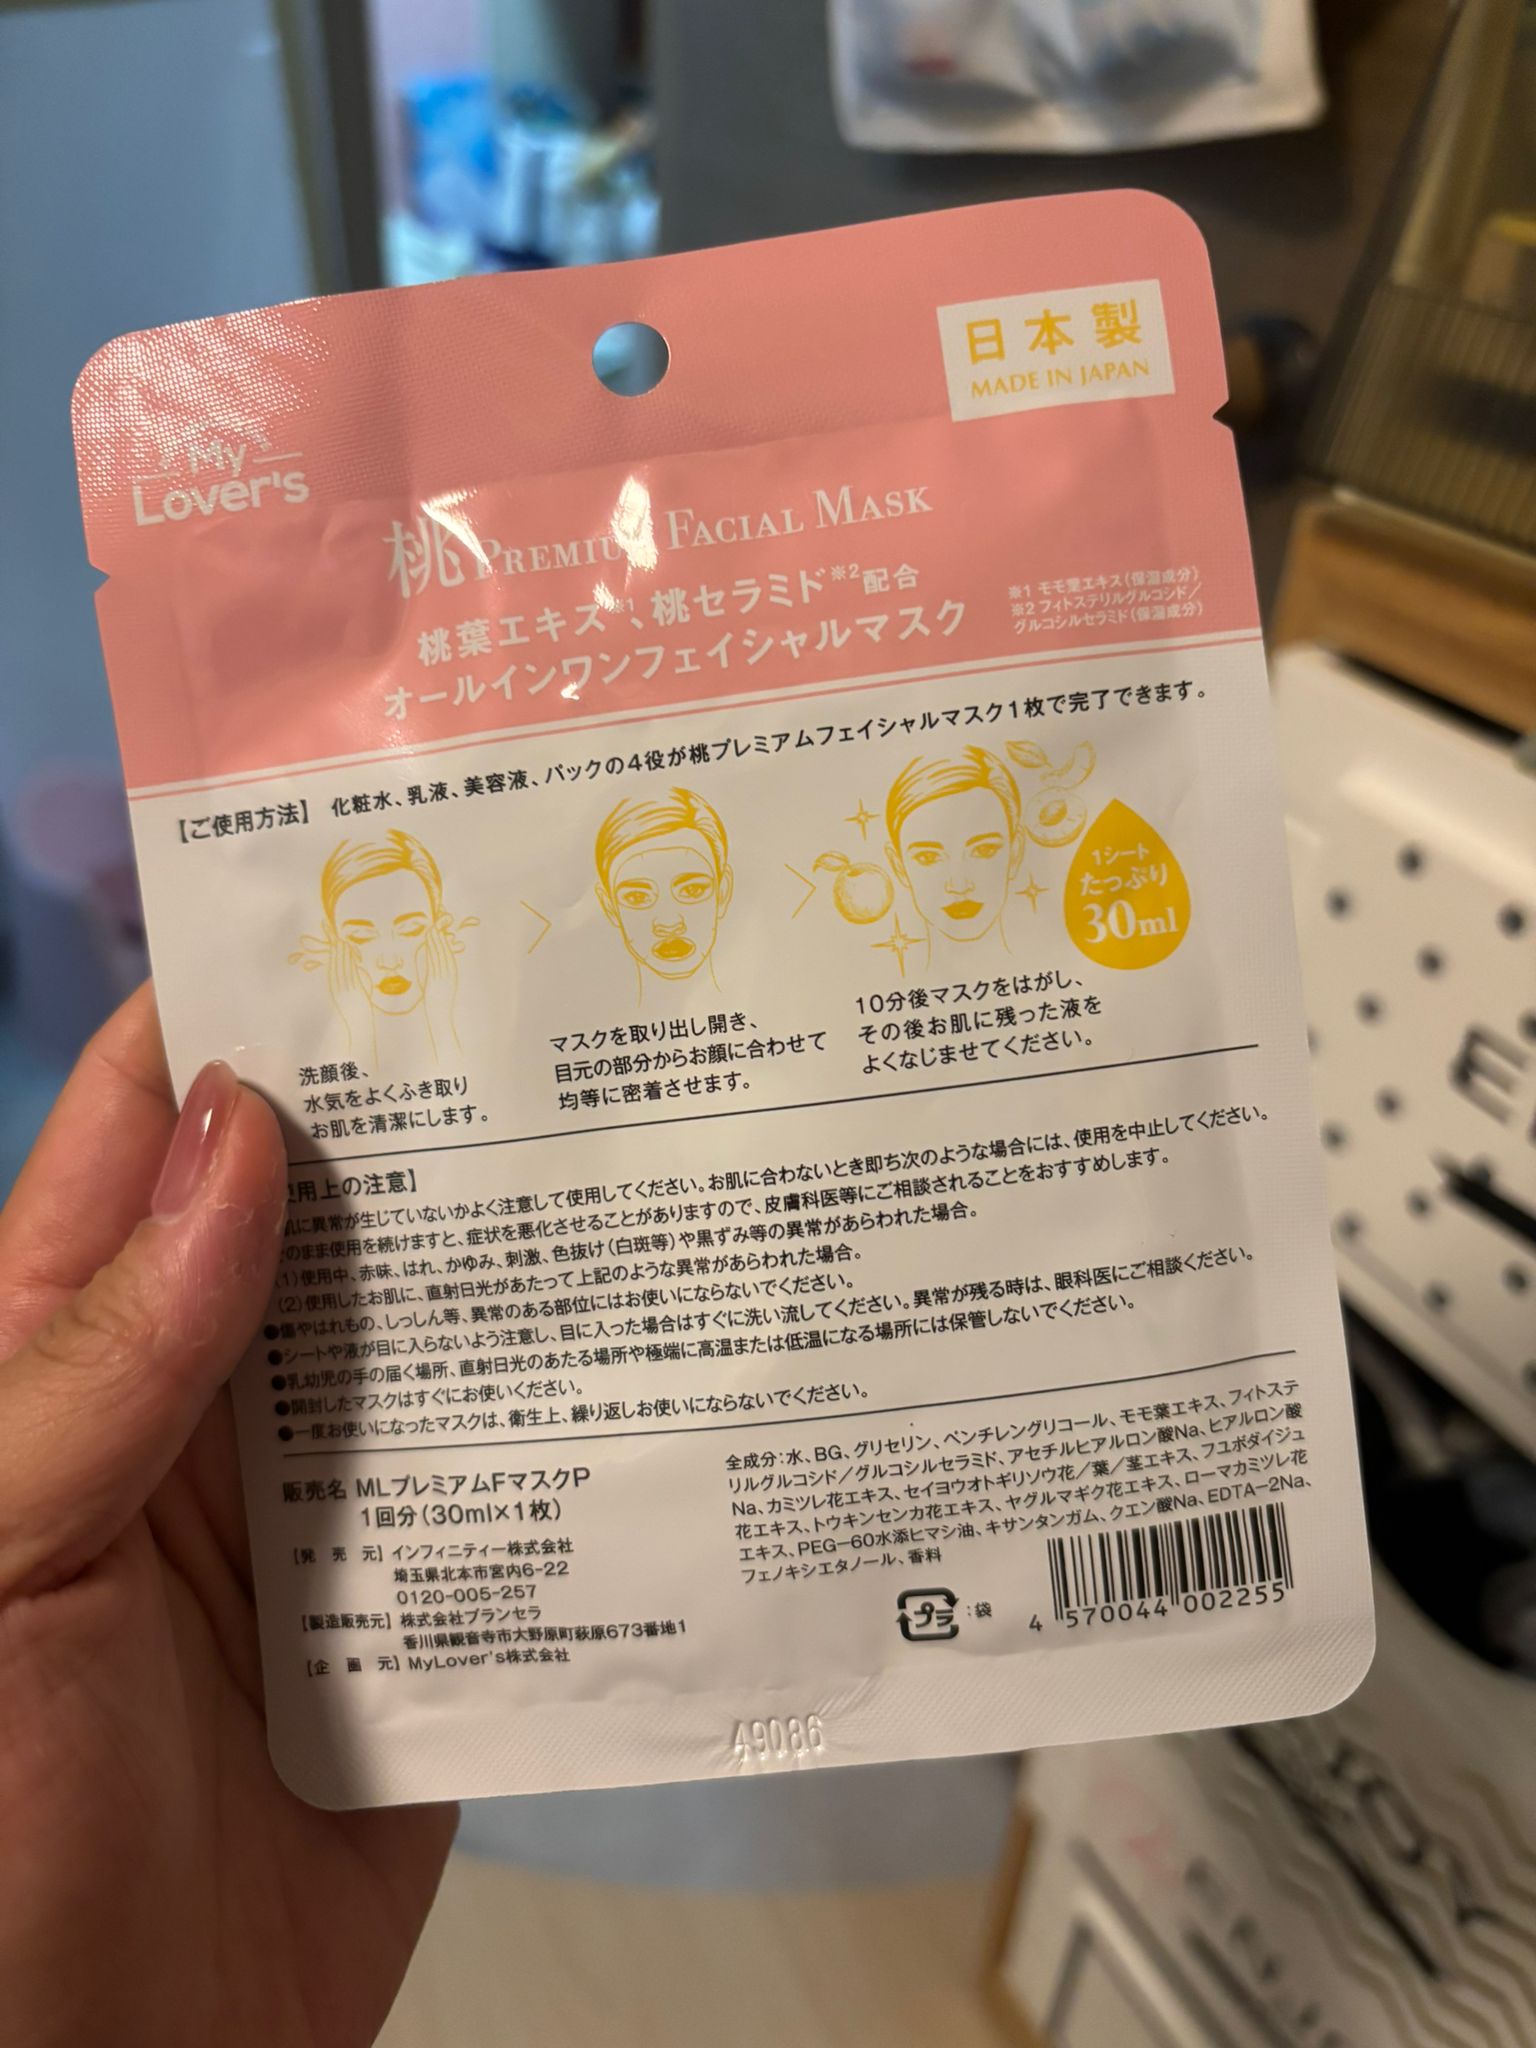 日本製
MADE IN JAPAN
My
Lover's
桃 PREMIUM FACIAL MASK
桃葉エキス※1、桃セラミド※2配合
オールインワンフェイシャルマスク
※1 モモ葉エキス(保湿成分)
※2 フィトステリルグルコシド/
グルコシルセラミド(保湿成分)
【ご使用方法】 化粧水、乳液、美容液、パックの4役が桃プレミアムフェイシャルマスク1枚で完了できます。
1シート
たっぷり
30ml
洗顔後、
水気をよくふき取り
お肌を清潔にします。
マスクを取り出し開き、
目元の部分からお顔に合わせて
均等に密着させます。
10分後マスクをはがし、
その後お肌に残った液を
よくなじませてください。
使用上の注意】
肌に異常が生じていないかよく注意して使用してください。お肌に合わないとき即ち次のような場合には、使用を中止してください。
のまま使用を続けますと、症状を悪化させることがありますので、皮膚科医等にご相談されることをおすすめします。
(1)使用中、赤味、はれ、かゆみ、刺激、色抜け(白斑等)や黒ずみ等の異常があらわれた場合。
(2)使用したお肌に、直射日光があたって上記のような異常があらわれた場合。
●傷やはれもの、しっしん等、異常のある部位にはお使いにならないでください。
●シートや液が目に入らないよう注意し、目に入った場合はすぐに洗い流してください。異常が残る時は、眼科医にご相談ください。
●乳幼児の手の届く場所、直射日光のあたる場所や極端に高温または低温になる場所には保管しないでください。
●開封したマスクはすぐにお使いください。
●一度お使いになったマスクは、衛生上、繰り返しお使いにならないでください。
販売名 MLプレミアムFマスクP
1回分(30ml×1枚)
【発 売 元】インフィニティー株式会社
埼玉県北本市宮内6-22
0120-005-257
【製造販売元】株式会社ブランセラ
香川県観音寺市大野原町萩原673番地1
【企 画 元】MyLover's株式会社
全成分:水、BG、グリセリン、ペンチレングリコール、モモ葉エキス、フィトステ
リルグルコシド/グルコシルセラミド、アセチルヒアルロン酸Na、ヒアルロン酸
Na、カミツレ花エキス、セイヨウオトギリソウ花/葉/茎エキス、フユボダイジュ
花エキス、トウキンセンカ花エキス、ヤグルマギク花エキス、ローマカミツレ花
エキス、PEG-60水添ヒマシ油、キサンタンガム、クエン酸Na、EDTA-2Na、
フェノキシエタノール、香料
プラ :袋
4 570044 002255
49086